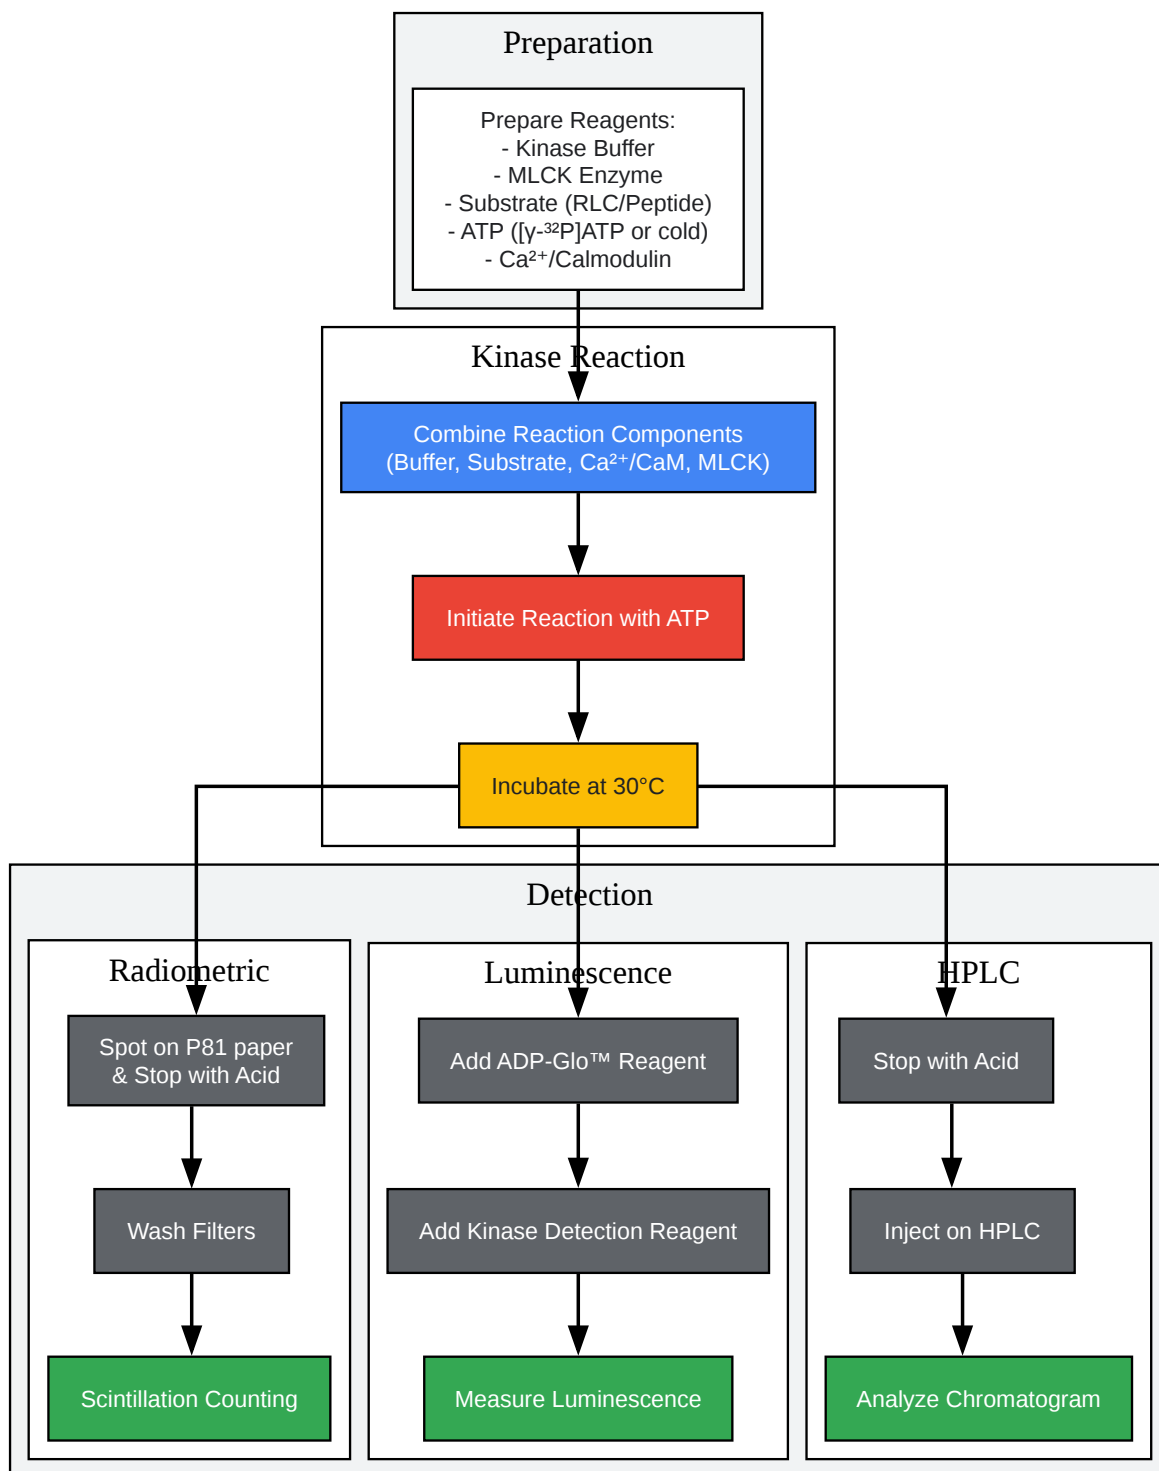 Preparation
Prepare Reagents:
- Kinase Buffer
- MLCK Enzyme
- Substrate (RLC/Peptide)
- ATP ([γ-³²P]ATP or cold)
- Ca²⁺/Calmodulin
Kinase Reaction
Combine Reaction Components
(Buffer, Substrate, Ca²⁺/CaM, MLCK)
Initiate Reaction with ATP
Incubate at 30°C
Detection
Radiometric
Spot on P81 paper
& Stop with Acid
Wash Filters
Scintillation Counting
Luminescence
Add ADP-Glo™ Reagent
Add Kinase Detection Reagent
Measure Luminescence
HPLC
Stop with Acid
Inject on HPLC
Analyze Chromatogram